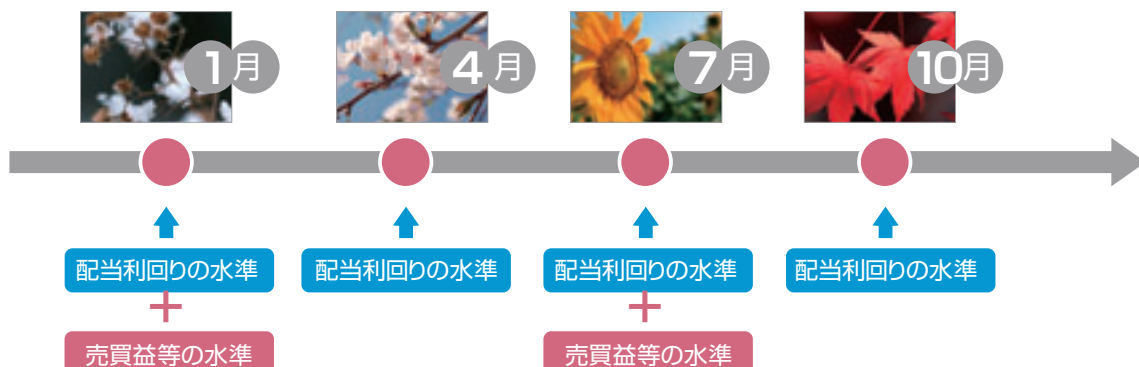 1月
4月
7月
10月
配当利回りの水準
配当利回りの水準
配当利回りの水準
配当利回りの水準
+
+
売買益等の水準
売買益等の水準